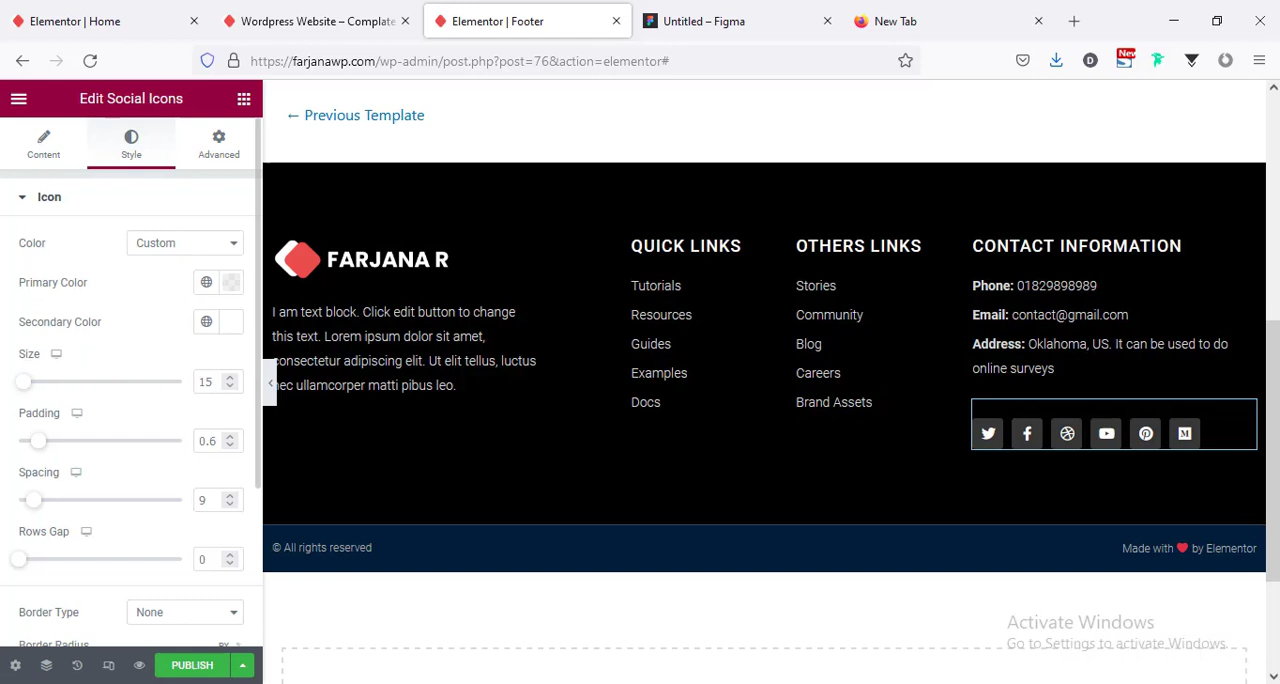 Elementor | Home
Wordpress Website – Complate
Elementor | Footer
Untitled – Figma
New Tab
https://farjanawp.com/wp-admin/post.php?post=76&action=elementor#
New
Edit Social Icons
Content
Style
Advanced
Icon
Color
Custom
Primary Color
Secondary Color
Size
15
Padding
0.6
Spacing
9
Rows Gap
0
Border Type
None
Border Radius
PX %
PUBLISH
← Previous Template
FARJANA R
I am text block. Click edit button to change
this text. Lorem ipsum dolor sit amet,
consectetur adipiscing elit. Ut elit tellus, luctus
nec ullamcorper matti pibus leo.
QUICK LINKS
Tutorials
Resources
Guides
Examples
Docs
OTHERS LINKS
Stories
Community
Blog
Careers
Brand Assets
CONTACT INFORMATION
Phone: 01829898989
Email: contact@gmail.com
Address: Oklahoma, US. It can be used to do
online surveys
© All rights reserved
Made with ❤ by Elementor
Activate Windows
Go to Settings to activate Windows.